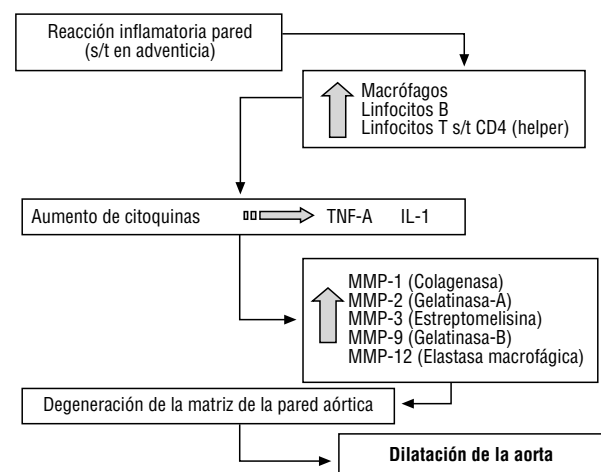 Reacción inflamatoria pared
(s/t en adventicia)
Macrófagos
Linfocitos B
Linfocitos T s/t CD4 (helper)
Aumento de citoquinas TNF-A IL-1
MMP-1 (Colagenasa)
MMP-2 (Gelatinasa-A)
MMP-3 (Estreptomelisina)
MMP-9 (Gelatinasa-B)
MMP-12 (Elastasa macrofágica)
Degeneración de la matriz de la pared aórtica
Dilatación de la aorta